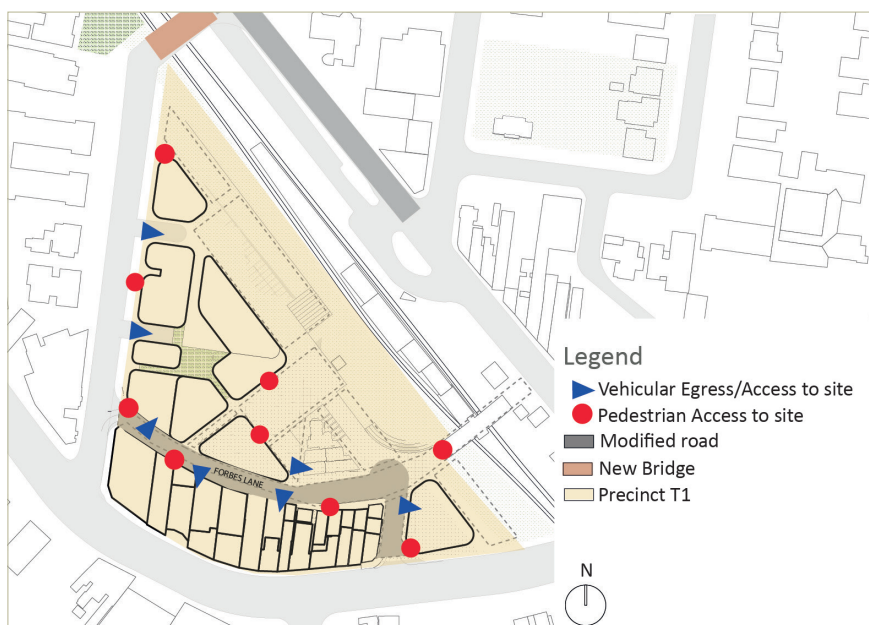 FORBES LANE
Legend
Vehicular Egress/Access to site
Pedestrian Access to site
Modified road
New Bridge
Precinct T1
N